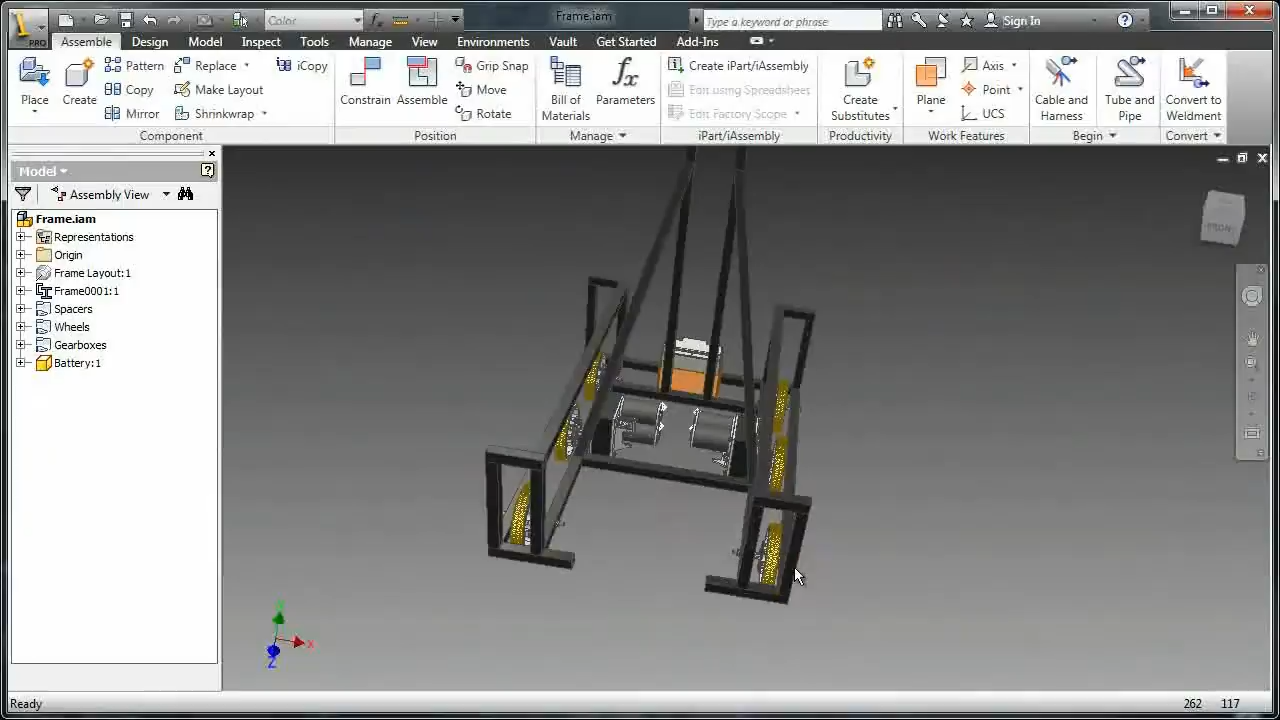 PRO
Color
Frame.iam
Type a keyword or phrase
Sign In
Assemble
Design
Model
Inspect
Tools
Manage
View
Environments
Vault
Get Started
Add-Ins
Place
Create
Pattern
Copy
Mirror
Replace
Make Layout
Shrinkwrap
iCopy
Component
Constrain
Assemble
Grip Snap
Move
Rotate
Position
Bill of
Materials
Parameters
Manage
Create iPart/iAssembly
Edit using Spreadsheet
Edit Factory Scope
iPart/iAssembly
Create
Substitutes
Productivity
Plane
Axis
Point
UCS
Work Features
Cable and
Harness
Tube and
Pipe
Begin
Convert to
Weldment
Convert
Model
Assembly View
Frame.iam
Representations
Origin
Frame Layout:1
Frame0001:1
Spacers
Wheels
Gearboxes
Battery:1
FRONT
X
Z
Ready
262 117